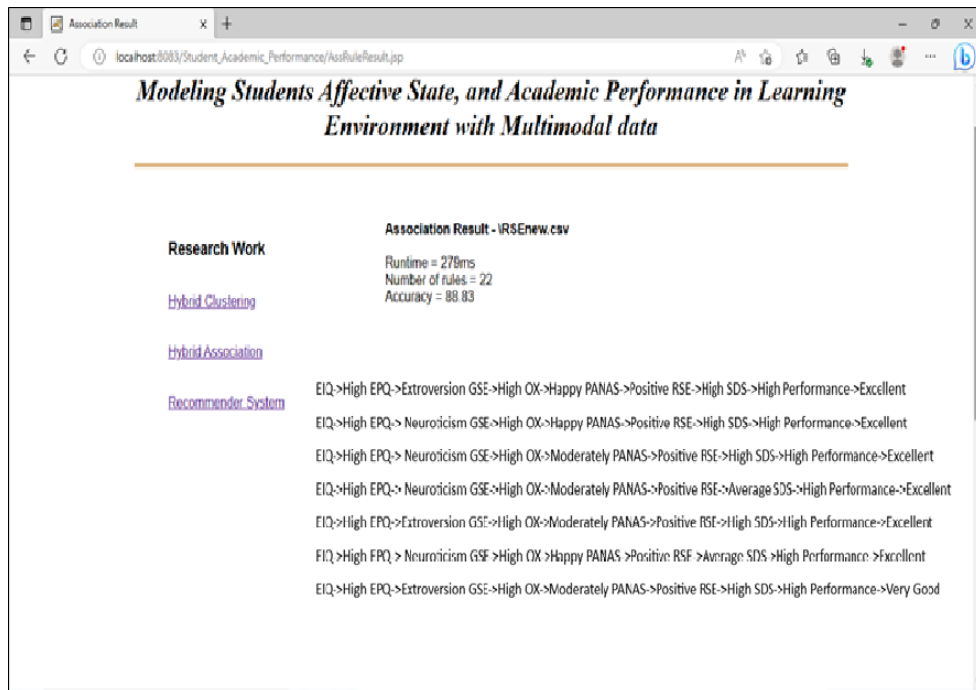 Association Result
localhost:8083/Student_Academic_Performance/AssRuleResult.jsp
Modeling Students Affective State, and Academic Performance in Learning
Environment with Multimodal data
Association Result - \RSEnew.csv
Research Work
Runtime = 279ms
Number of rules = 22
Accuracy = 88.83
Hybrid Clustering
Hybrid Association
Recommender System
EIQ->High EPQ->Extroversion GSE->High OX->Happy PANAS->Positive RSE->High SDS->High Performance->Excellent
EIQ->High EPQ-> Neuroticism GSE->High OX->Happy PANAS->Positive RSE->High SDS->High Performance->Excellent
EIQ->High EPQ-> Neuroticism GSE->High OX->Moderately PANAS->Positive RSE->High SDS->High Performance->Excellent
EIQ->High EPQ-> Neuroticism GSE->High OX->Moderately PANAS->Positive RSE->Average SDS->High Performance->Excellent
EIQ->High EPQ->Extroversion GSE->High OX->Moderately PANAS->Positive RSE->High SDS->High Performance->Excellent
EIQ->High EPQ-> Neuroticism GSE->High OX->Happy PANAS->Positive RSE->Average SDS->High Performance->Excellent
EIQ->High EPQ->Extroversion GSE->High OX->Moderately PANAS->Positive RSE->High SDS->High Performance->Very Good